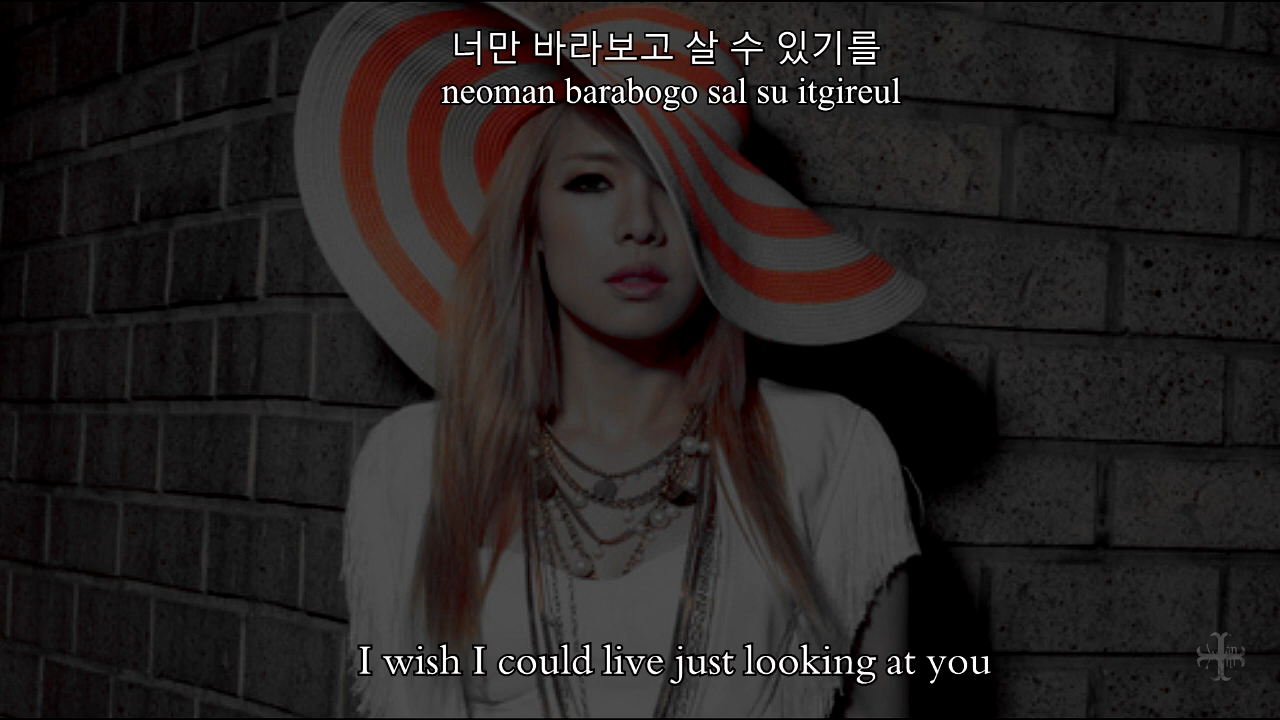 너만 바라보고 살 수 있기를
neoman barabogo sal su itgireul
I wish I could live just looking at you